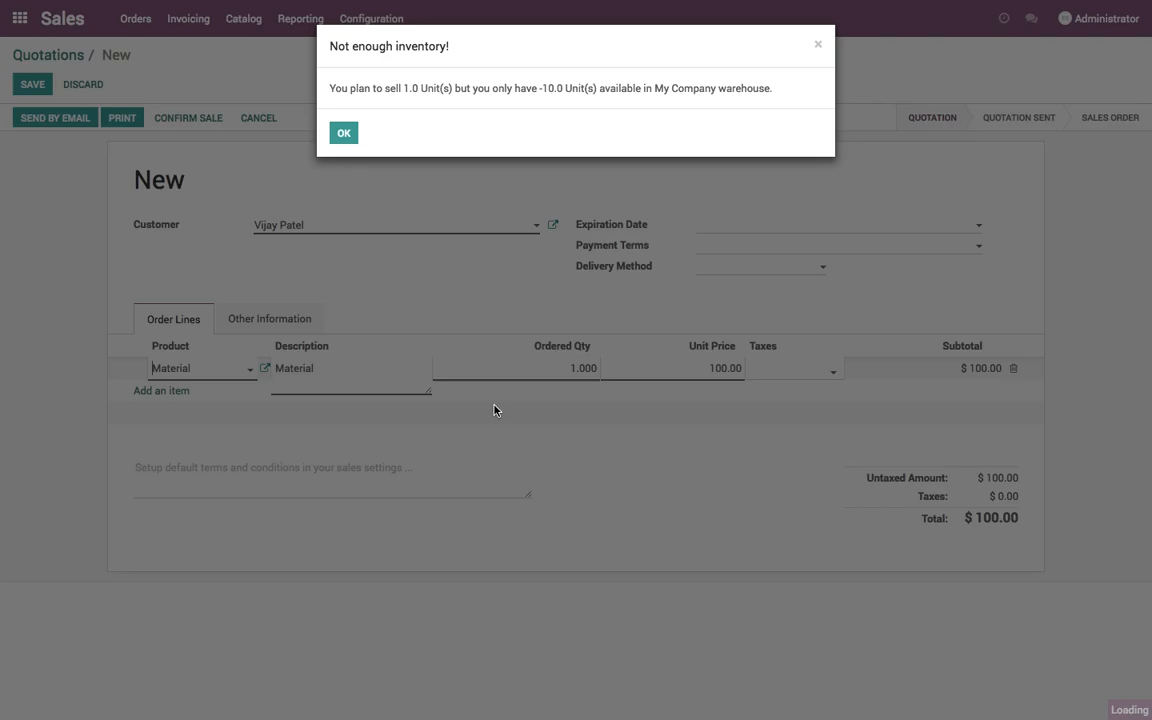 Sales Orders Invoicing Catalog Reporting Configuration Administrator
Not enough inventory! ×
Quotations / New
SAVE DISCARD
You plan to sell 1.0 Unit(s) but you only have -10.0 Unit(s) available in My Company warehouse.
SEND BY EMAIL PRINT CONFIRM SALE CANCEL QUOTATION QUOTATION SENT SALES ORDER
OK
New
Customer Vijay Patel Expiration Date
Payment Terms
Delivery Method
Order Lines Other Information
Product Description Ordered Qty Unit Price Taxes Subtotal
Material Material 1.000 100.00 $ 100.00
Add an item
Setup default terms and conditions in your sales settings ...
Untaxed Amount: $ 100.00
Taxes: $ 0.00
Total: $ 100.00
Loading